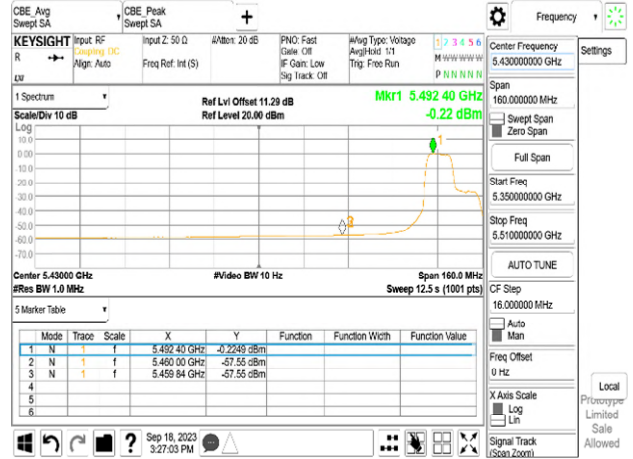 CBE_Avg
Swept SA
CBE_Peak
Swept SA
+
Frequency
KEYSIGHT
R
Input: RF
Coupling: DC
Align: Auto
Input Z: 50 Ω
Freq Ref: Int (S)
#Atten: 20 dB
PNO: Fast
Gate: Off
IF Gain: Low
Sig Track: Off
#Avg Type: Voltage
Avg|Hold: 1/1
Trig: Free Run
1 2 3 4 5 6
M W W W W W
P N N N N N
Center Frequency
5.430000000 GHz
Settings
Span
160.000000 MHz
Swept Span
Zero Span
Full Span
Start Freq
5.350000000 GHz
Stop Freq
5.510000000 GHz
AUTO TUNE
CF Step
16.000000 MHz
Auto
Man
Freq Offset
0 Hz
X Axis Scale
Log
Lin
Signal Track
(Span Zoom)
Local
Prototype
Limited
Sale
Allowed
1 Spectrum
Scale/Div 10 dB
Ref Lvl Offset 11.29 dB
Ref Level 20.00 dBm
Mkr1 5.492 40 GHz
-0.22 dBm
Log
10.0
0.00
-10.0
-20.0
-30.0
-40.0
-50.0
-60.0
-70.0
1
Center 5.43000 GHz
#Res BW 1.0 MHz
#Video BW 10 Hz
Span 160.0 MHz
Sweep 12.5 s (1001 pts)
5 Marker Table
Mode Trace Scale X Y Function Function Width Function Value
1 N 1 f 5.492 40 GHz -0.2249 dBm
2 N 1 f 5.460 00 GHz -57.55 dBm
3 N 1 f 5.459 84 GHz -57.55 dBm
4
5
6
?
Sep 18, 2023
3:27:03 PM